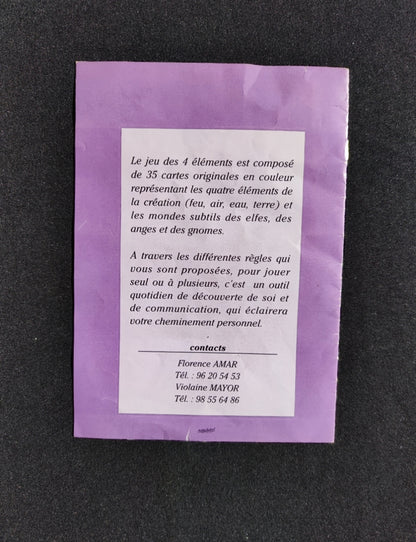 Le jeu des 4 éléments est composé
de 35 cartes originales en couleur
représentant les quatre éléments de
la création (feu, air, eau, terre) et
les mondes subtils des elfes, des
anges et des gnomes.
A travers les différentes règles qui
vous sont proposées, pour jouer
seul ou à plusieurs, c'est un outil
quotidien de découverte de soi et
de communication, qui éclairera
votre cheminement personnel.
contacts
Florence AMAR
Tél. : 96 20 54 53
Violaine MAYOR
Tél. : 98 55 64 86